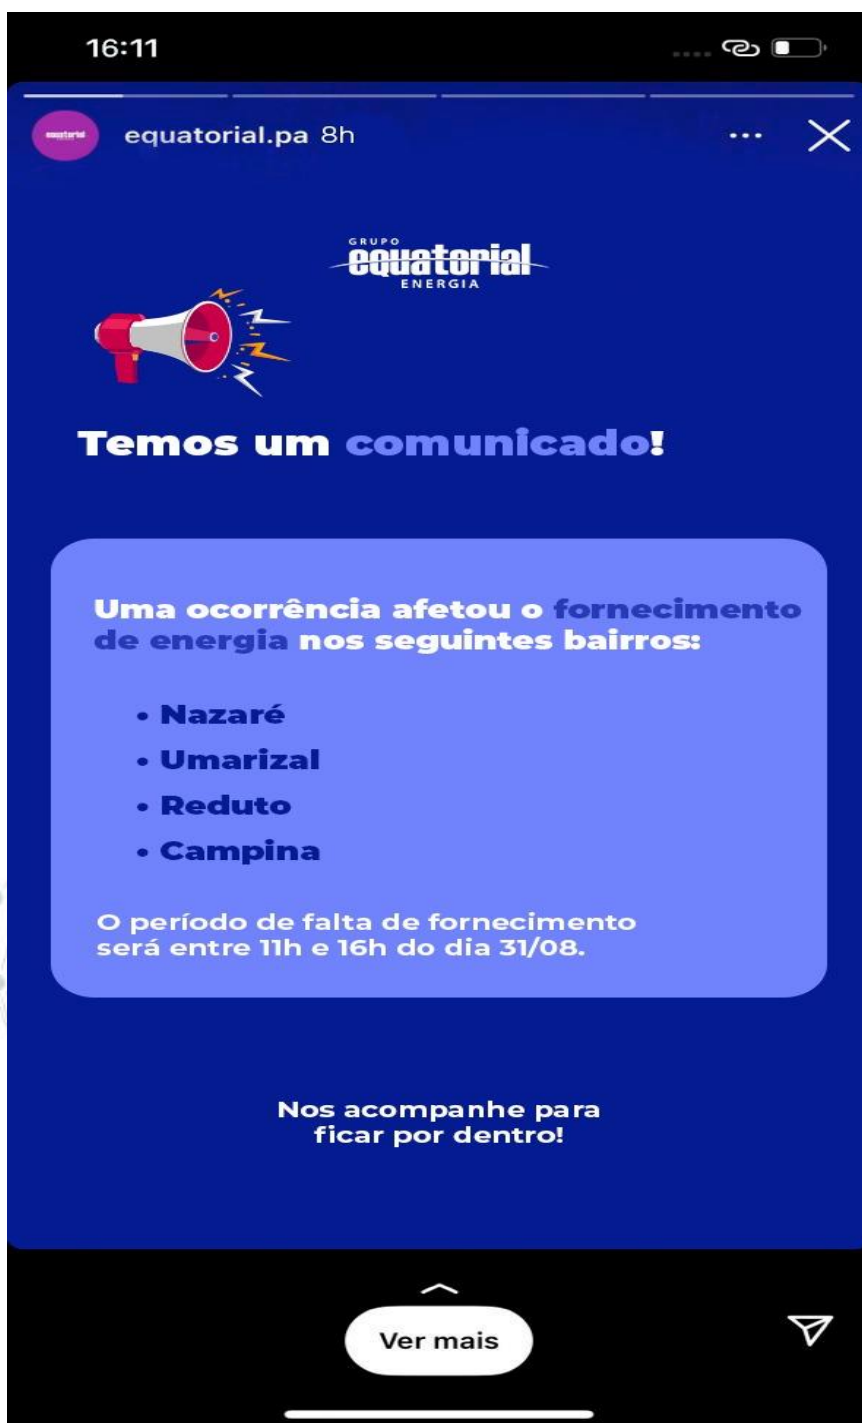 16:11
equatorial
equatorial.pa 8h
GRUPO
equatorial
ENERGIA
Temos um comunicado!
Uma ocorrência afetou o fornecimento
de energia nos seguintes bairros:
• Nazaré
• Umarizal
• Reduto
• Campina
O período de falta de fornecimento
será entre 11h e 16h do dia 31/08.
Nos acompanhe para
ficar por dentro!
Ver mais